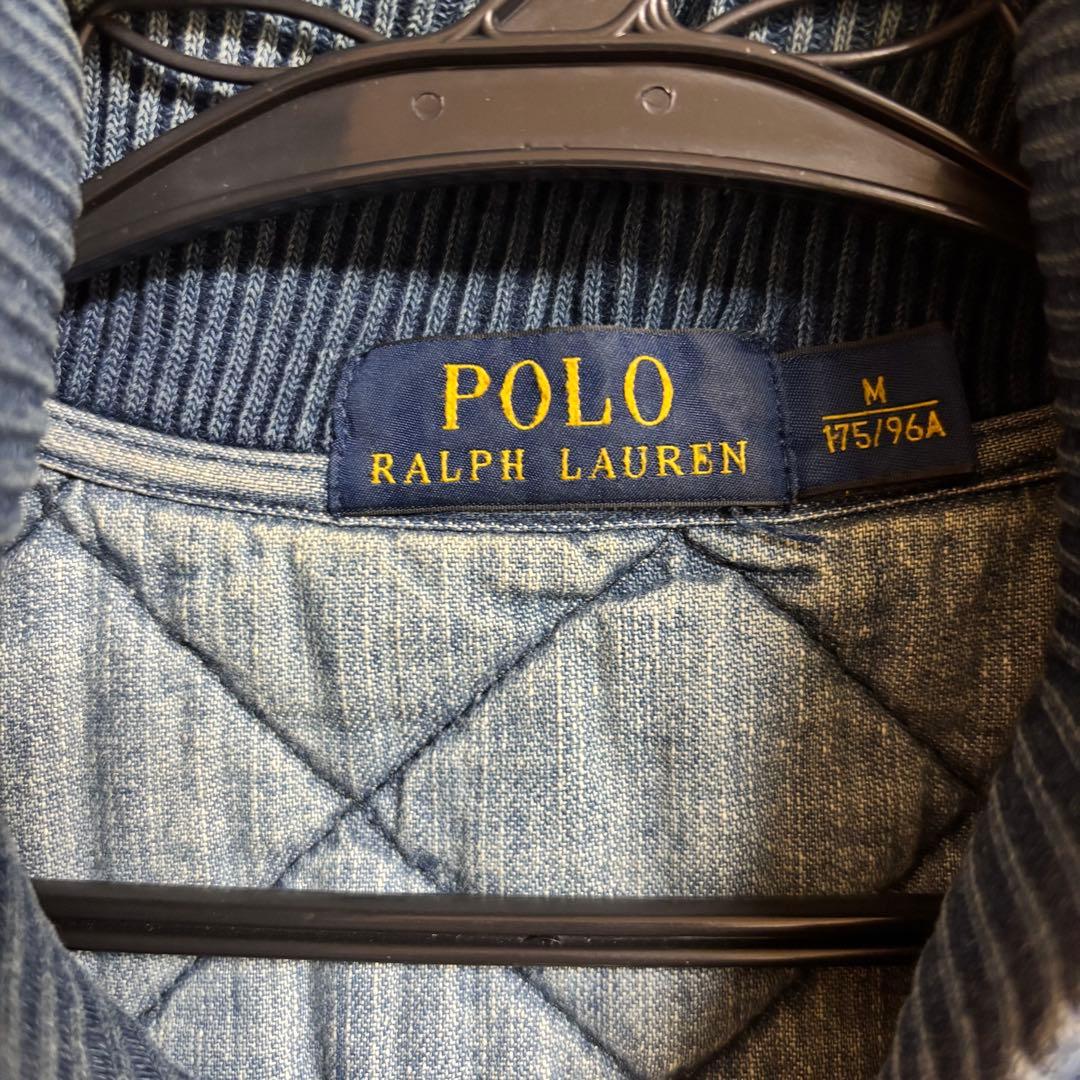 POLO
RALPH LAUREN
M
175/96A